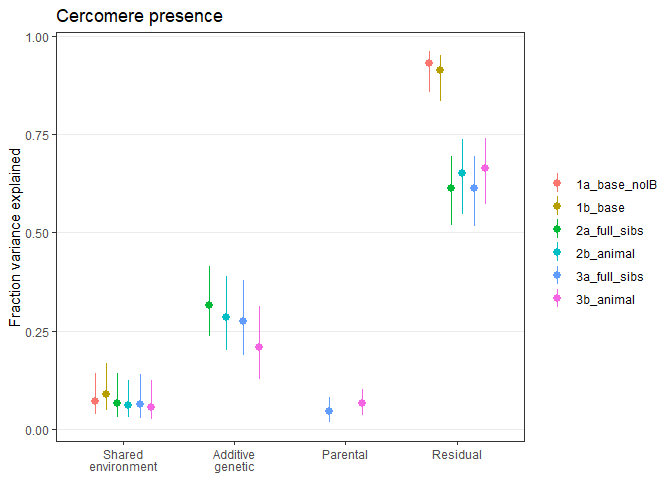 Cercomere presence
Fraction variance explained
1.00
0.75
0.50
0.25
0.00
Shared
environment
Additive
genetic
Parental
Residual
1a_base_noIB
1b_base
2a_full_sibs
2b_animal
3a_full_sibs
3b_animal